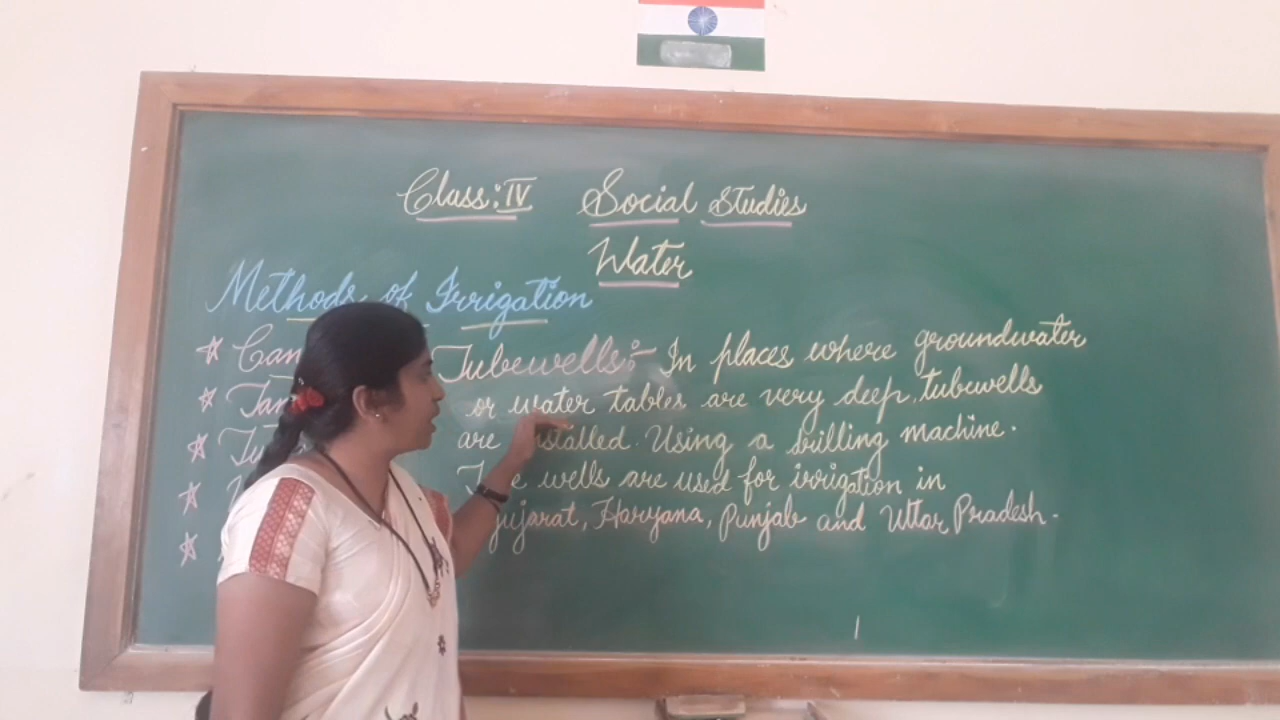 Class: IV Social Studies
Water
Methods of Irrigation
Tubewells:- In places where groundwater
or water tables are very deep, tubewells
are installed. Using a drilling machine.
wells are used for irrigation in
Gujarat, Haryana, Punjab and Uttar Pradesh.